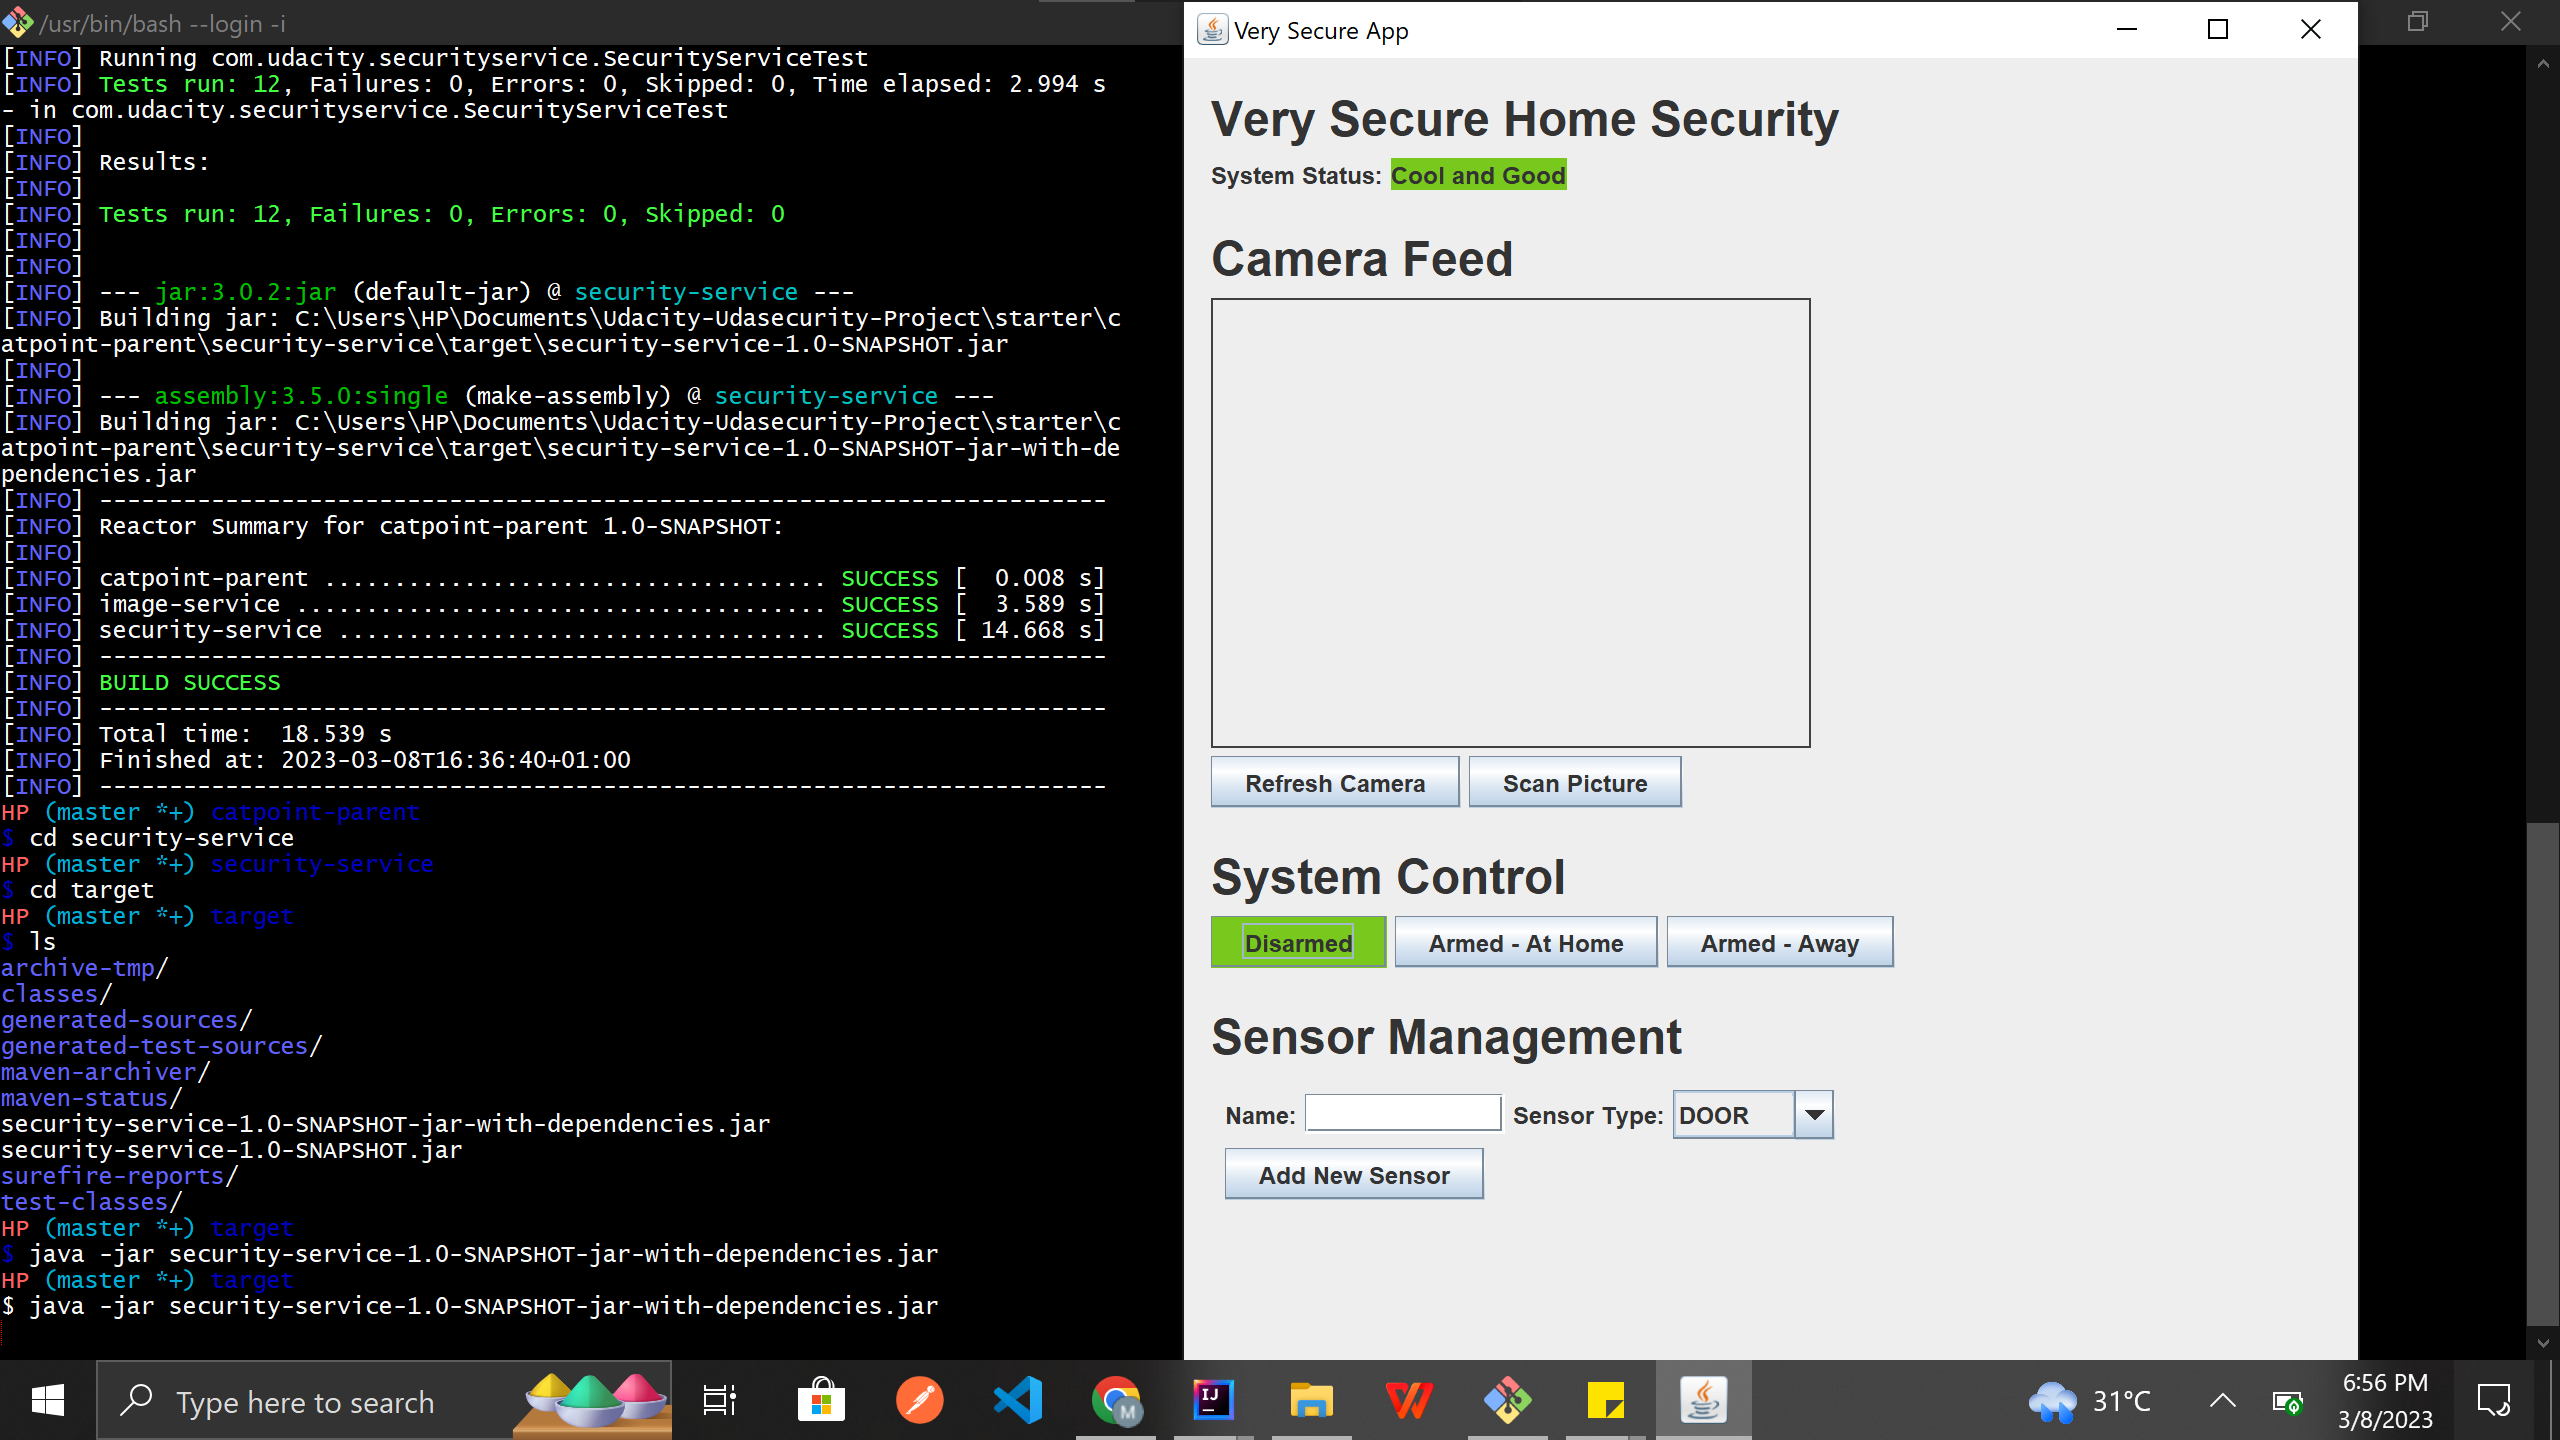 /usr/bin/bash --login -i
[INFO] Running com.udacity.securityservice.SecurityServiceTest
[INFO] Tests run: 12, Failures: 0, Errors: 0, Skipped: 0, Time elapsed: 2.994 s
- in com.udacity.securityservice.SecurityServiceTest
[INFO]
[INFO] Results:
[INFO]
[INFO] Tests run: 12, Failures: 0, Errors: 0, Skipped: 0
[INFO]
[INFO]
[INFO] --- jar:3.0.2:jar (default-jar) @ security-service ---
[INFO] Building jar: C:\Users\HP\Documents\Udacity-Udasecurity-Project\starter\c
atpoint-parent\security-service\target\security-service-1.0-SNAPSHOT.jar
[INFO]
[INFO] --- assembly:3.5.0:single (make-assembly) @ security-service ---
[INFO] Building jar: C:\Users\HP\Documents\Udacity-Udasecurity-Project\starter\c
atpoint-parent\security-service\target\security-service-1.0-SNAPSHOT-jar-with-de
pendencies.jar
[INFO] ------------------------------------------------------------------------
[INFO] Reactor Summary for catpoint-parent 1.0-SNAPSHOT:
[INFO]
[INFO] catpoint-parent .................................... SUCCESS [  0.008 s]
[INFO] image-service ...................................... SUCCESS [  3.589 s]
[INFO] security-service ................................... SUCCESS [ 14.668 s]
[INFO] ------------------------------------------------------------------------
[INFO] BUILD SUCCESS
[INFO] ------------------------------------------------------------------------
[INFO] Total time:  18.539 s
[INFO] Finished at: 2023-03-08T16:36:40+01:00
[INFO] ------------------------------------------------------------------------
HP (master *+) catpoint-parent
$ cd security-service
HP (master *+) security-service
$ cd target
HP (master *+) target
$ ls
archive-tmp/
classes/
generated-sources/
generated-test-sources/
maven-archiver/
maven-status/
security-service-1.0-SNAPSHOT-jar-with-dependencies.jar
security-service-1.0-SNAPSHOT.jar
surefire-reports/
test-classes/
HP (master *+) target
$ java -jar security-service-1.0-SNAPSHOT-jar-with-dependencies.jar
HP (master *+) target
$ java -jar security-service-1.0-SNAPSHOT-jar-with-dependencies.jar
Very Secure App
Very Secure Home Security
System Status: Cool and Good
Camera Feed
Refresh Camera Scan Picture
System Control
Disarmed Armed - At Home Armed - Away
Sensor Management
Name: Sensor Type: DOOR
Add New Sensor
Type here to search
M
IJ
31°C
6:56 PM
3/8/2023